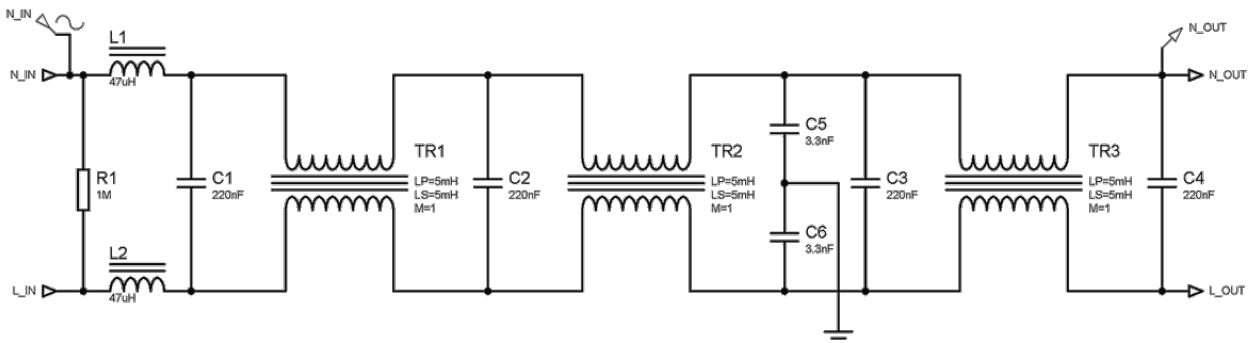 N_IN
N_OUT
L1
N_IN
47uH
N_OUT
R1
1M
C1
220nF
TR1
LP=5mH
LS=5mH
M=1
C2
220nF
TR2
LP=5mH
LS=5mH
M=1
C5
3,3nF
C6
3,3nF
C3
220nF
TR3
LP=5mH
LS=5mH
M=1
C4
220nF
L2
L_IN
47uH
L_OUT